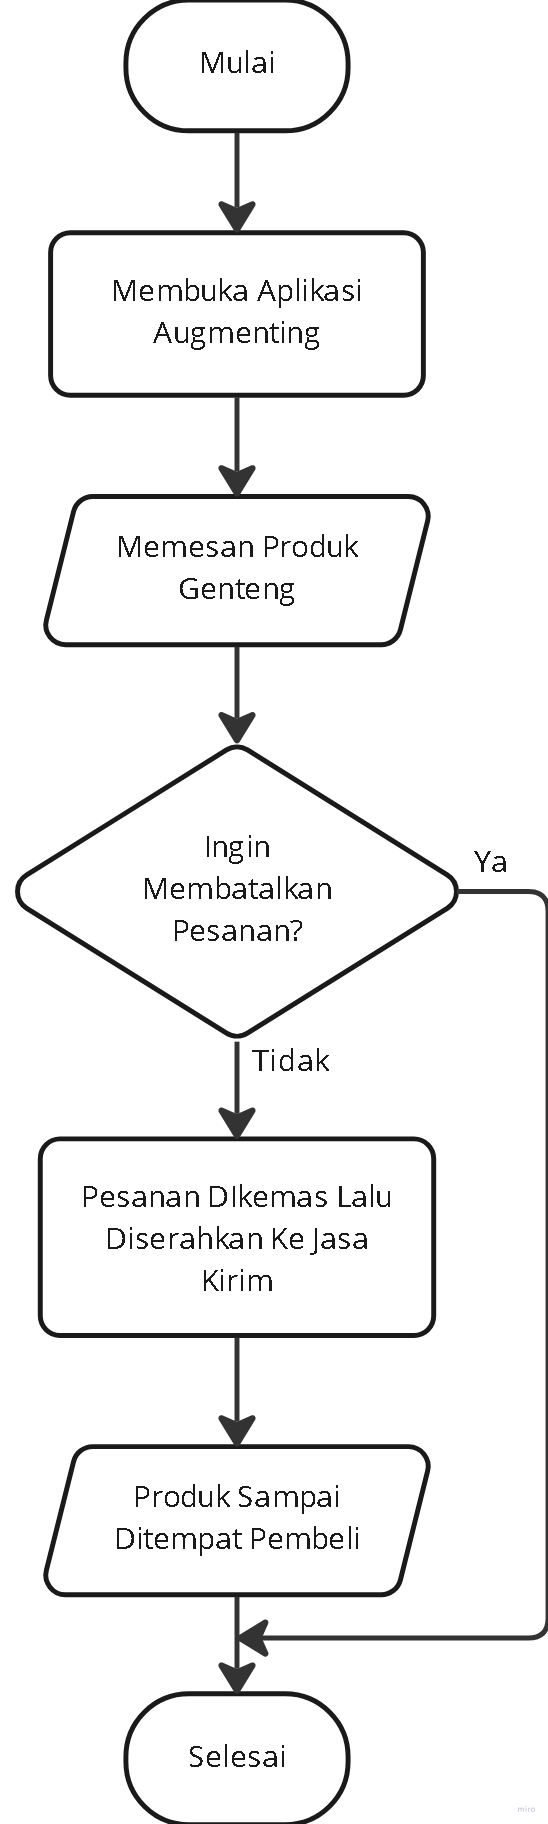 Mulai
Membuka Aplikasi
Augmenting
Memesan Produk
Genteng
Ingin
Membatalkan
Pesanan?
Ya
Tidak
Pesanan DIkemas Lalu
Diserahkan Ke Jasa
Kirim
Produk Sampai
Ditempat Pembeli
Selesai
miro